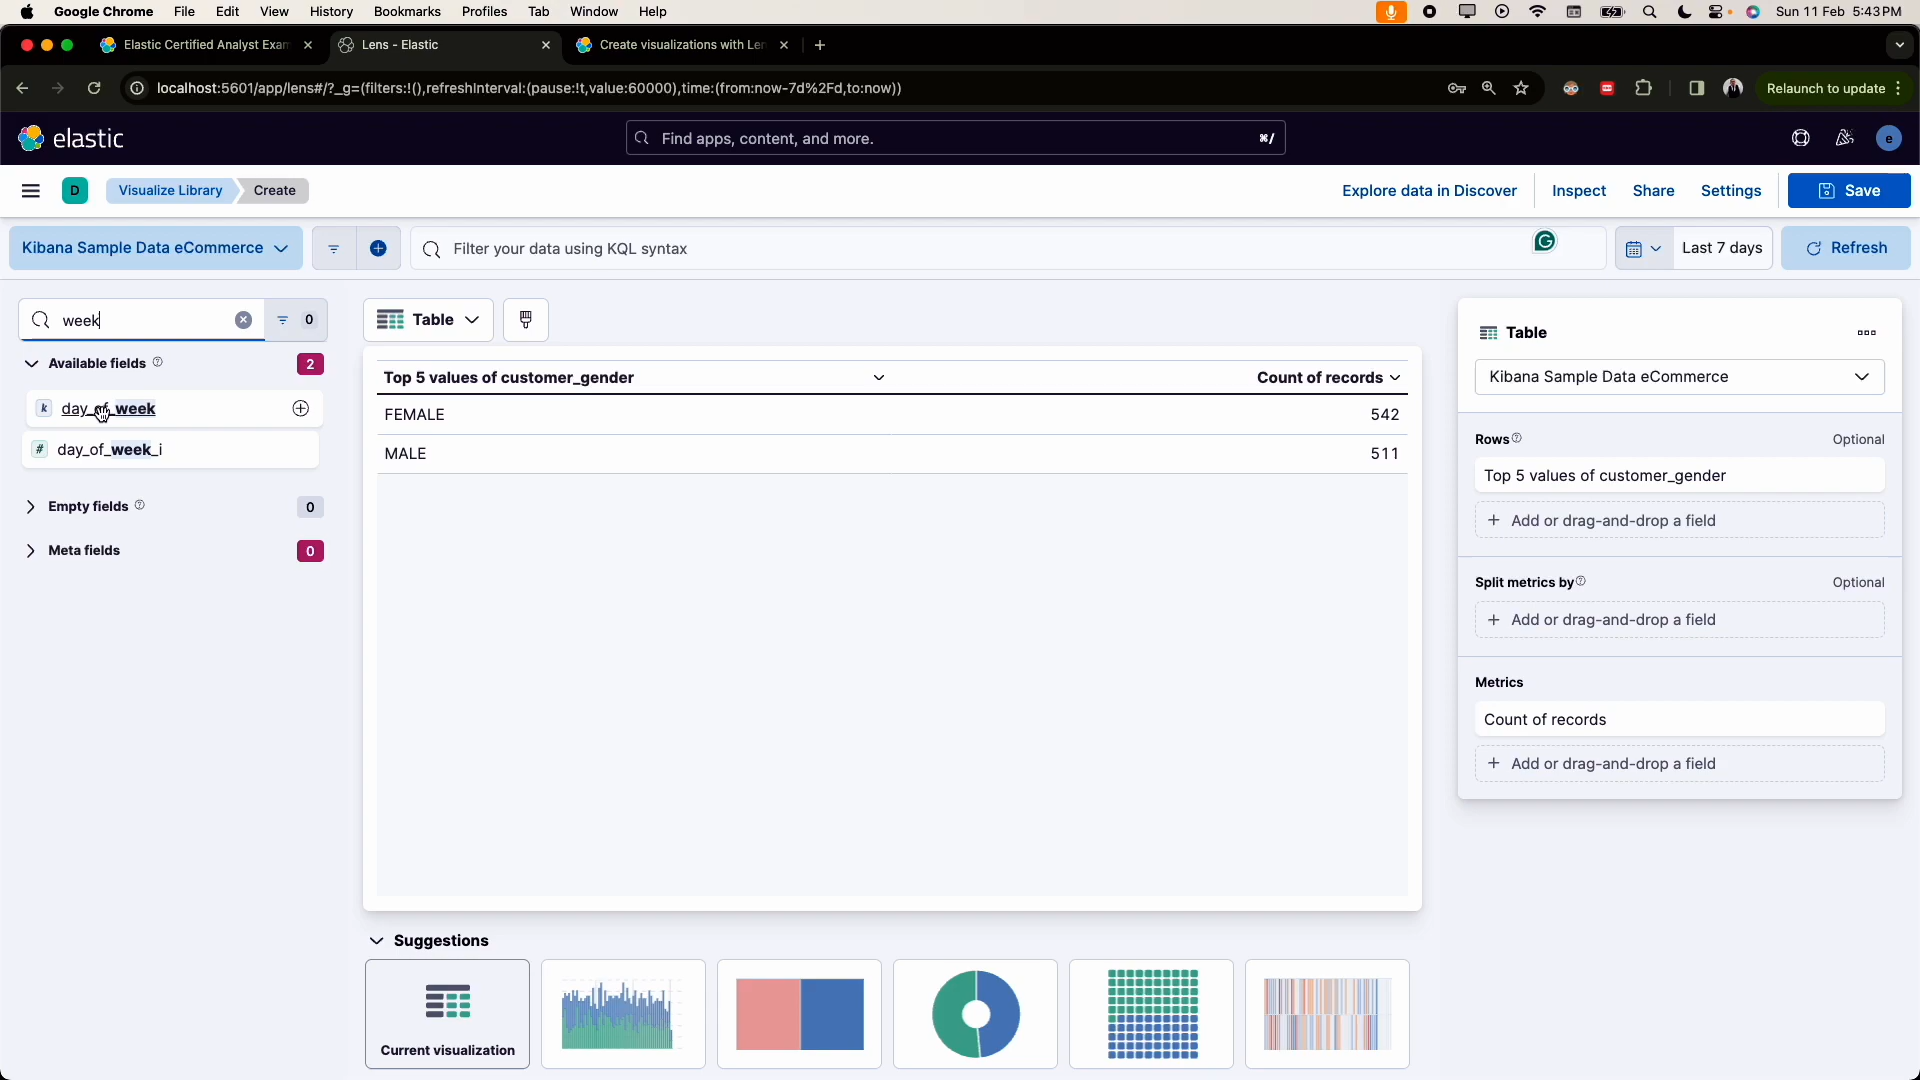 Google Chrome File Edit View History Bookmarks Profiles Tab Window Help Sun 11 Feb 5:43 PM
Elastic Certified Analyst Exam Lens - Elastic Create visualizations with Len
localhost:5601/app/lens#/?_g=(filters:!(),refreshInterval:(pause:!t,value:60000),time:(from:now-7d%2Fd,to:now)) Relaunch to update
elastic Find apps, content, and more. ⌘/ e
D Visualize Library Create Explore data in Discover Inspect Share Settings Save
Kibana Sample Data eCommerce Filter your data using KQL syntax Last 7 days Refresh
week 0 Table
Available fields 2
k day_of_week
# day_of_week_i
Empty fields 0
Meta fields 0
Top 5 values of customer_gender Count of records
FEMALE 542
MALE 511
Table
Kibana Sample Data eCommerce
Rows Optional
Top 5 values of customer_gender
+ Add or drag-and-drop a field
Split metrics by Optional
+ Add or drag-and-drop a field
Metrics
Count of records
+ Add or drag-and-drop a field
Suggestions
Current visualization